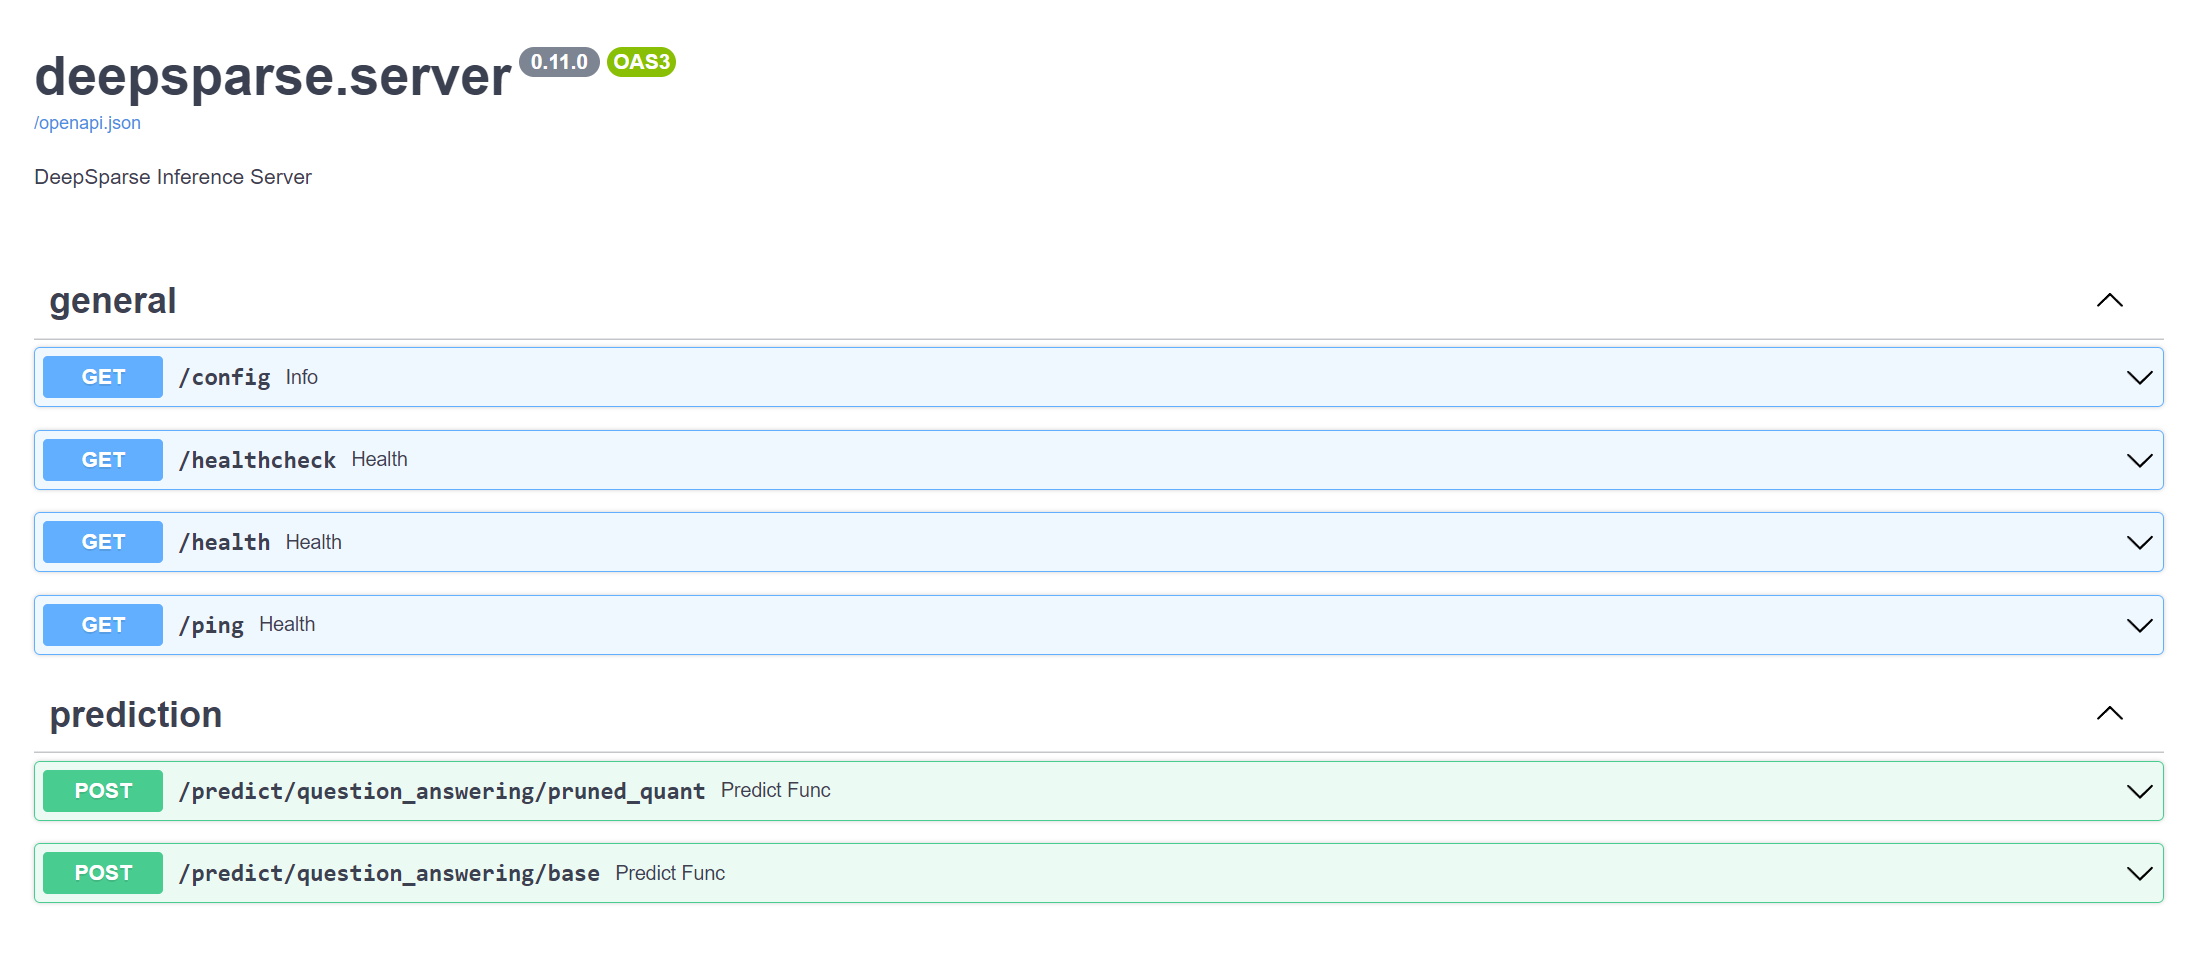 deepsparse.server 0.11.0 OAS3
/openapi.json
DeepSparse Inference Server
general
GET /config Info
GET /healthcheck Health
GET /health Health
GET /ping Health
prediction
POST /predict/question_answering/pruned_quant Predict Func
POST /predict/question_answering/base Predict Func